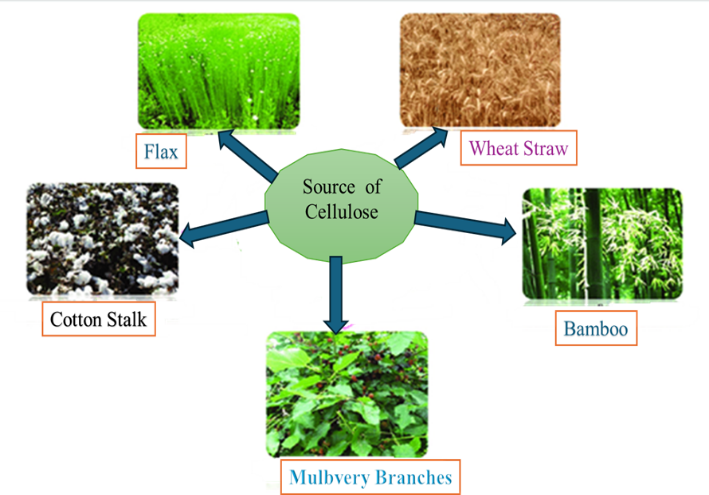 Flax
Wheat Straw
Source of
Cellulose
Cotton Stalk
Bamboo
Mulbvery Branches